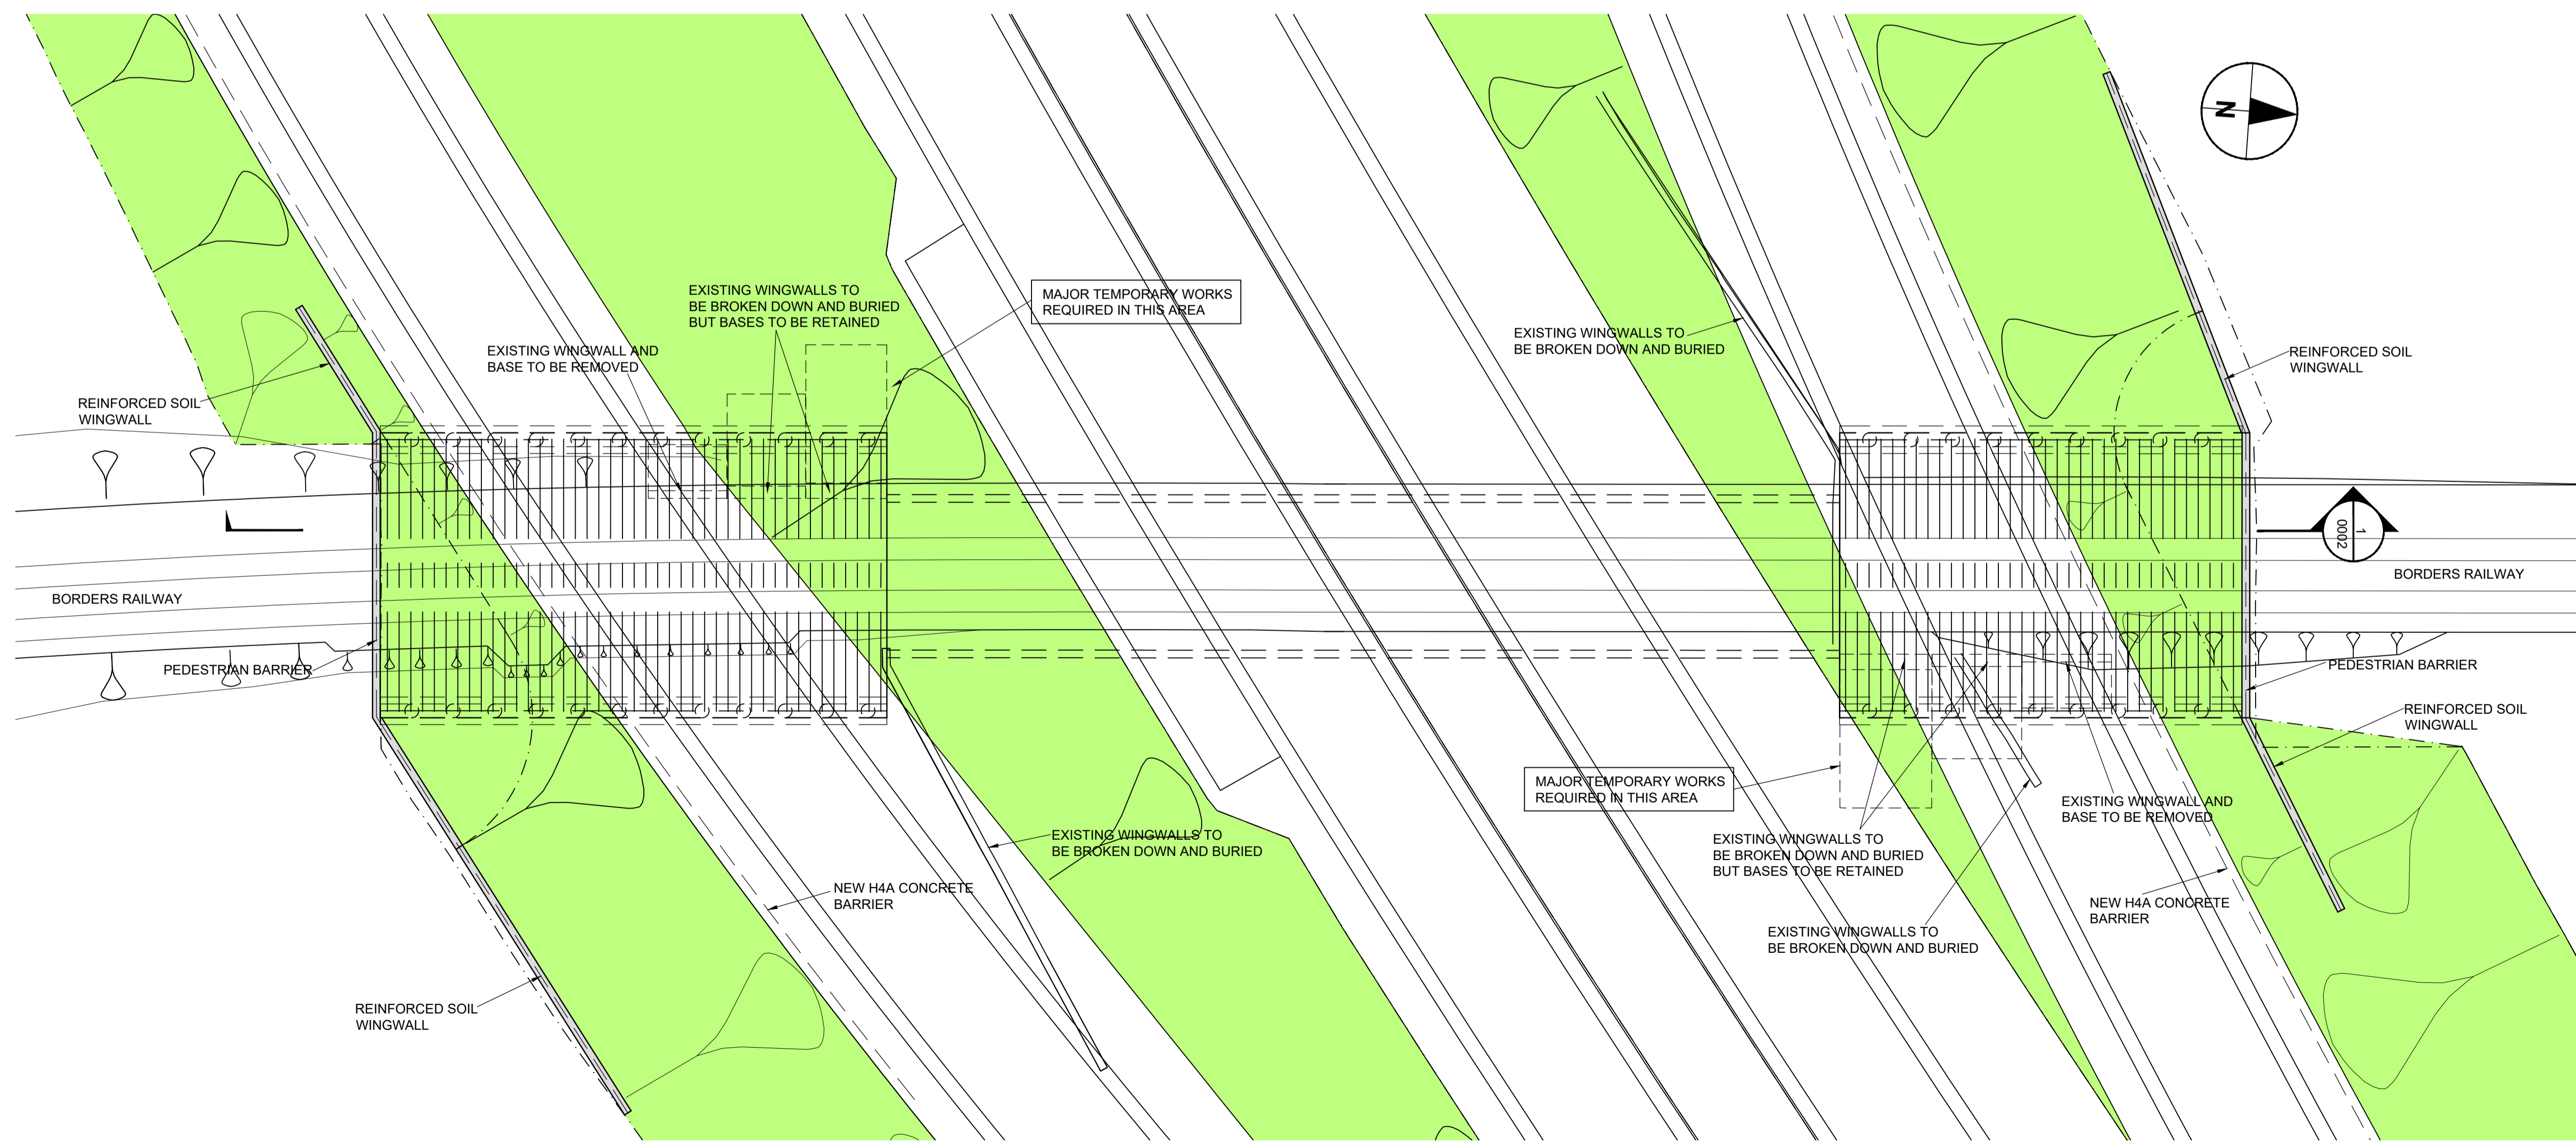 N
EXISTING WINGWALLS TO
BE BROKEN DOWN AND BURIED
BUT BASES TO BE RETAINED
MAJOR TEMPORARY WORKS
REQUIRED IN THIS AREA
EXISTING WINGWALL AND
BASE TO BE REMOVED
EXISTING WINGWALLS TO
BE BROKEN DOWN AND BURIED
REINFORCED SOIL
WINGWALL
REINFORCED SOIL
WINGWALL
1
0002
BORDERS RAILWAY
BORDERS RAILWAY
PEDESTRIAN BARRIER
PEDESTRIAN BARRIER
REINFORCED SOIL
WINGWALL
MAJOR TEMPORARY WORKS
REQUIRED IN THIS AREA
EXISTING WINGWALL AND
BASE TO BE REMOVED
EXISTING WINGWALLS TO
BE BROKEN DOWN AND BURIED
EXISTING WINGWALLS TO
BE BROKEN DOWN AND BURIED
BUT BASES TO BE RETAINED
NEW H4A CONCRETE
BARRIER
NEW H4A CONCRETE
BARRIER
EXISTING WINGWALLS TO
BE BROKEN DOWN AND BURIED
REINFORCED SOIL
WINGWALL